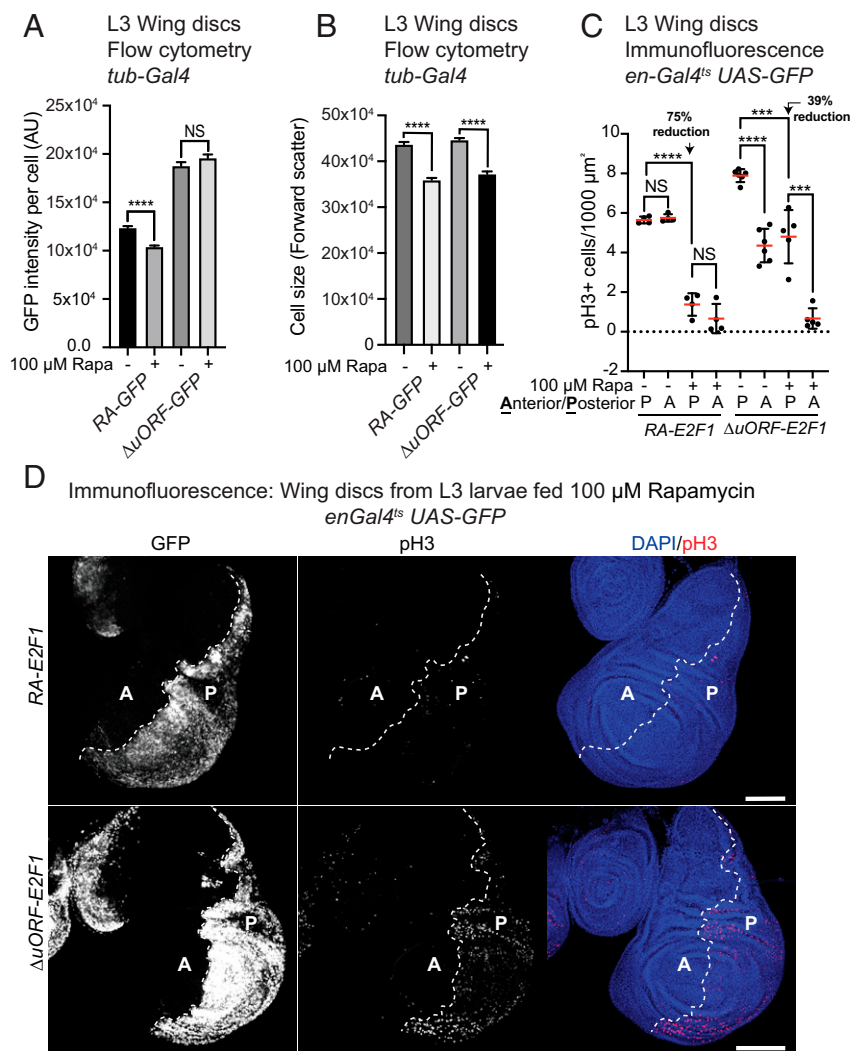 A
L3 Wing discs
Flow cytometry
tub-Gal4
GFP intensity per cell (AU)
25x10⁴
20x10⁴
15x10⁴
10x10⁴
5x10⁴
0.0
****
NS
100 µM Rapa - + - +
RA-GFP
ΔuORF-GFP
B
L3 Wing discs
Flow cytometry
tub-Gal4
Cell size (Forward scatter)
50x10⁴
40x10⁴
30x10⁴
20x10⁴
10x10⁴
0
****
****
100 µM Rapa - + - +
RA-GFP
ΔuORF-GFP
C
L3 Wing discs
Immunofluorescence
en-Gal4ᵗˢ UAS-GFP
pH3+ cells/1000 µm²
10
8
6
4
2
0
-2
75%
reduction
39%
reduction
NS
****
NS
****
***
***
100 µM Rapa - - + + - - + +
Anterior/Posterior P A P A P A P A
RA-E2F1
ΔuORF-E2F1
D
Immunofluorescence: Wing discs from L3 larvae fed 100 µM Rapamycin
enGal4ᵗˢ UAS-GFP
GFP
pH3
DAPI/pH3
RA-E2F1
A P
A P
A P
ΔuORF-E2F1
A P
A P
A P